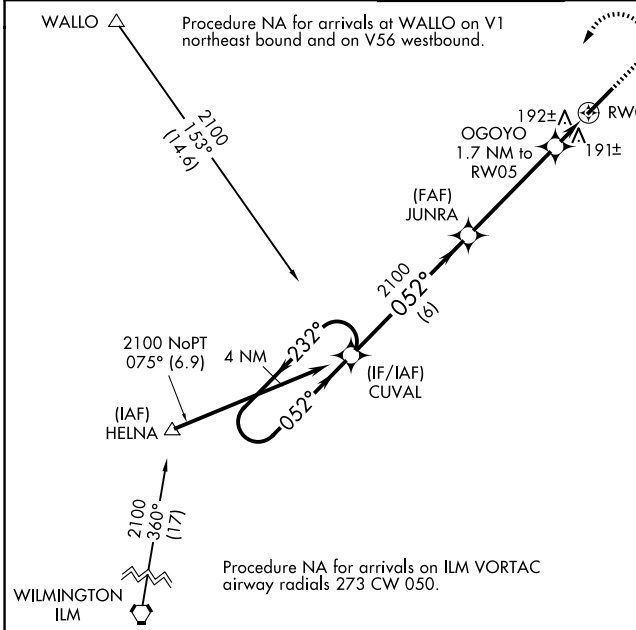 WALLO
Procedure NA for arrivals at WALLO on V1
northeast bound and on V56 westbound.
2100
153°
(14.6)
192±
OGOYO
1.7 NM to
RW05
191±
(FAF)
JUNRA
2100
052°
(6)
2100 NoPT
075° (6.9)
4 NM
232°
052°
(IF/IAF)
CUVAL
(IAF)
HELNA
2100
360°
(17)
WILMINGTON
ILM
Procedure NA for arrivals on ILM VORTAC
airway radials 273 CW 050.